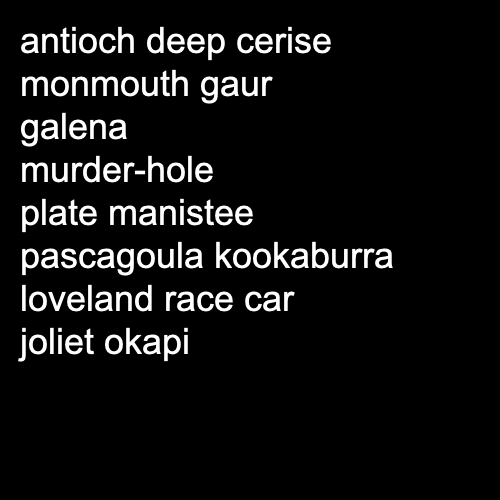 antioch deep cerise
monmouth gaur
galena
murder-hole
plate manistee
pascagoula kookaburra
loveland race car
joliet okapi